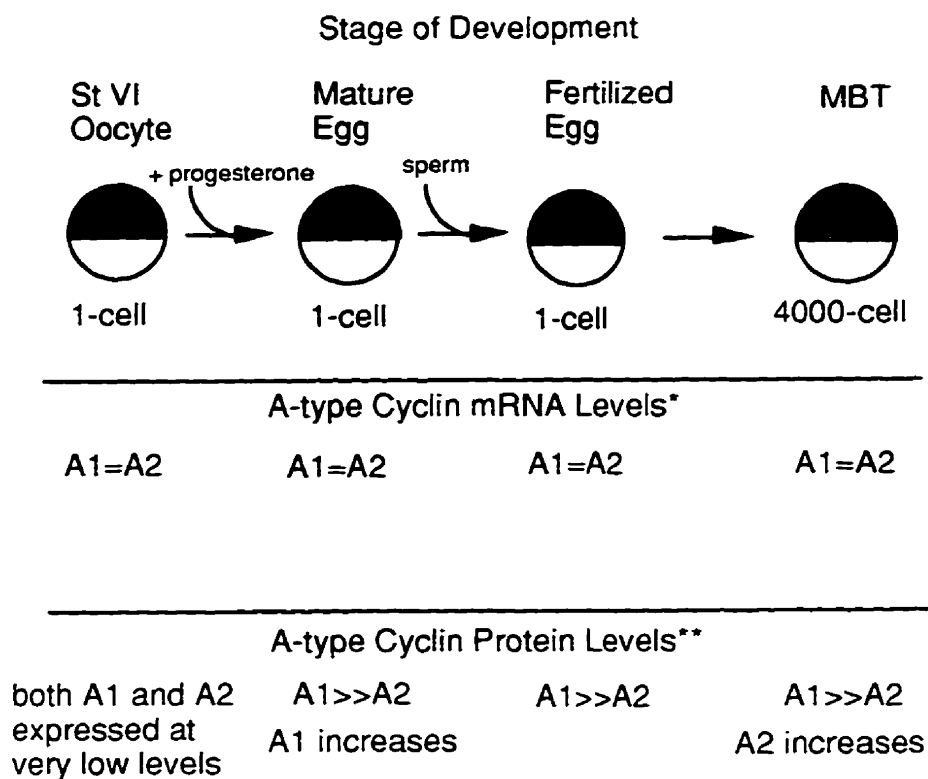 Stage of Development
St VI
Oocyte
Mature
Egg
Fertilized
Egg
MBT
+ progesterone
sperm
1-cell
1-cell
1-cell
4000-cell
A-type Cyclin mRNA Levels*
A1=A2
A1=A2
A1=A2
A1=A2
A-type Cyclin Protein Levels**
both A1 and A2
expressed at
very low levels
A1>>A2
A1 increases
A1>>A2
A1>>A2
A2 increases